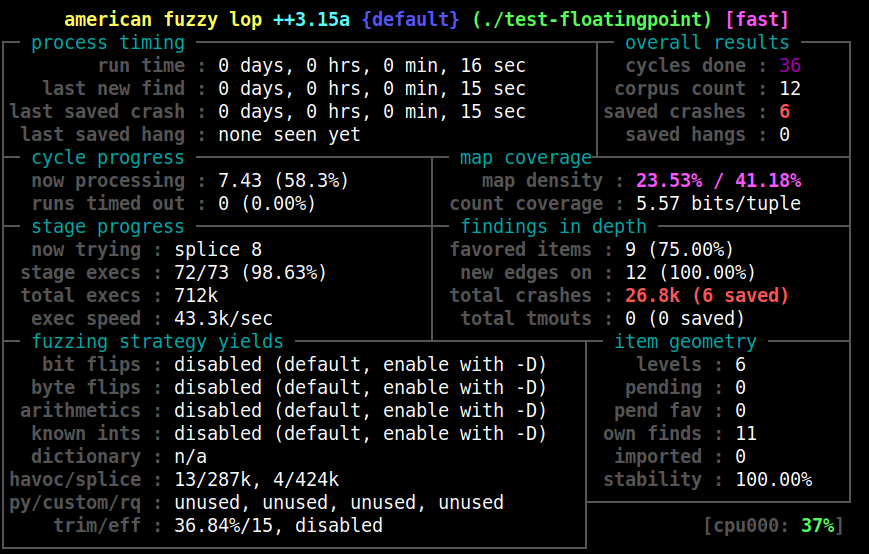 american fuzzy lop ++3.15a {default} (./test-floatingpoint) [fast]
process timing overall results
run time : 0 days, 0 hrs, 0 min, 16 sec cycles done : 36
last new find : 0 days, 0 hrs, 0 min, 15 sec corpus count : 12
last saved crash : 0 days, 0 hrs, 0 min, 15 sec saved crashes : 6
last saved hang : none seen yet saved hangs : 0
cycle progress map coverage
now processing : 7.43 (58.3%) map density : 23.53% / 41.18%
runs timed out : 0 (0.00%) count coverage : 5.57 bits/tuple
stage progress findings in depth
now trying : splice 8 favored items : 9 (75.00%)
stage execs : 72/73 (98.63%) new edges on : 12 (100.00%)
total execs : 712k total crashes : 26.8k (6 saved)
exec speed : 43.3k/sec total tmouts : 0 (0 saved)
fuzzing strategy yields item geometry
bit flips : disabled (default, enable with -D) levels : 6
byte flips : disabled (default, enable with -D) pending : 0
arithmetics : disabled (default, enable with -D) pend fav : 0
known ints : disabled (default, enable with -D) own finds : 11
dictionary : n/a imported : 0
havoc/splice : 13/287k, 4/424k stability : 100.00%
py/custom/rq : unused, unused, unused, unused
trim/eff : 36.84%/15, disabled [cpu000: 37%]